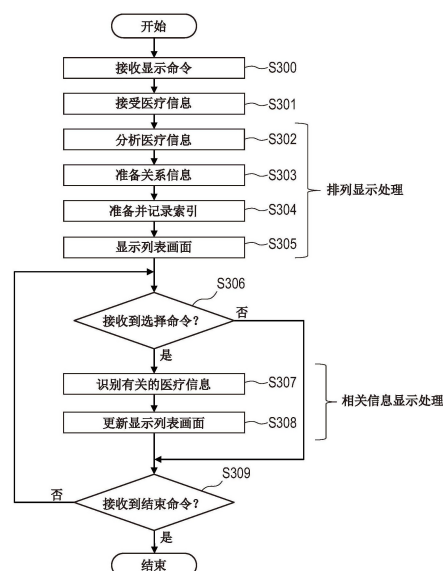 开始
接收显示命令 S300
接受医疗信息 S301
分析医疗信息 S302
准备关系信息 S303
准备并记录索引 S304
显示列表画面 S305
排列显示处理
S306
接收到选择命令？ 否
是
识别有关的医疗信息 S307
更新显示列表画面 S308
相关信息显示处理
S309
否 接收到结束命令？
是
结束